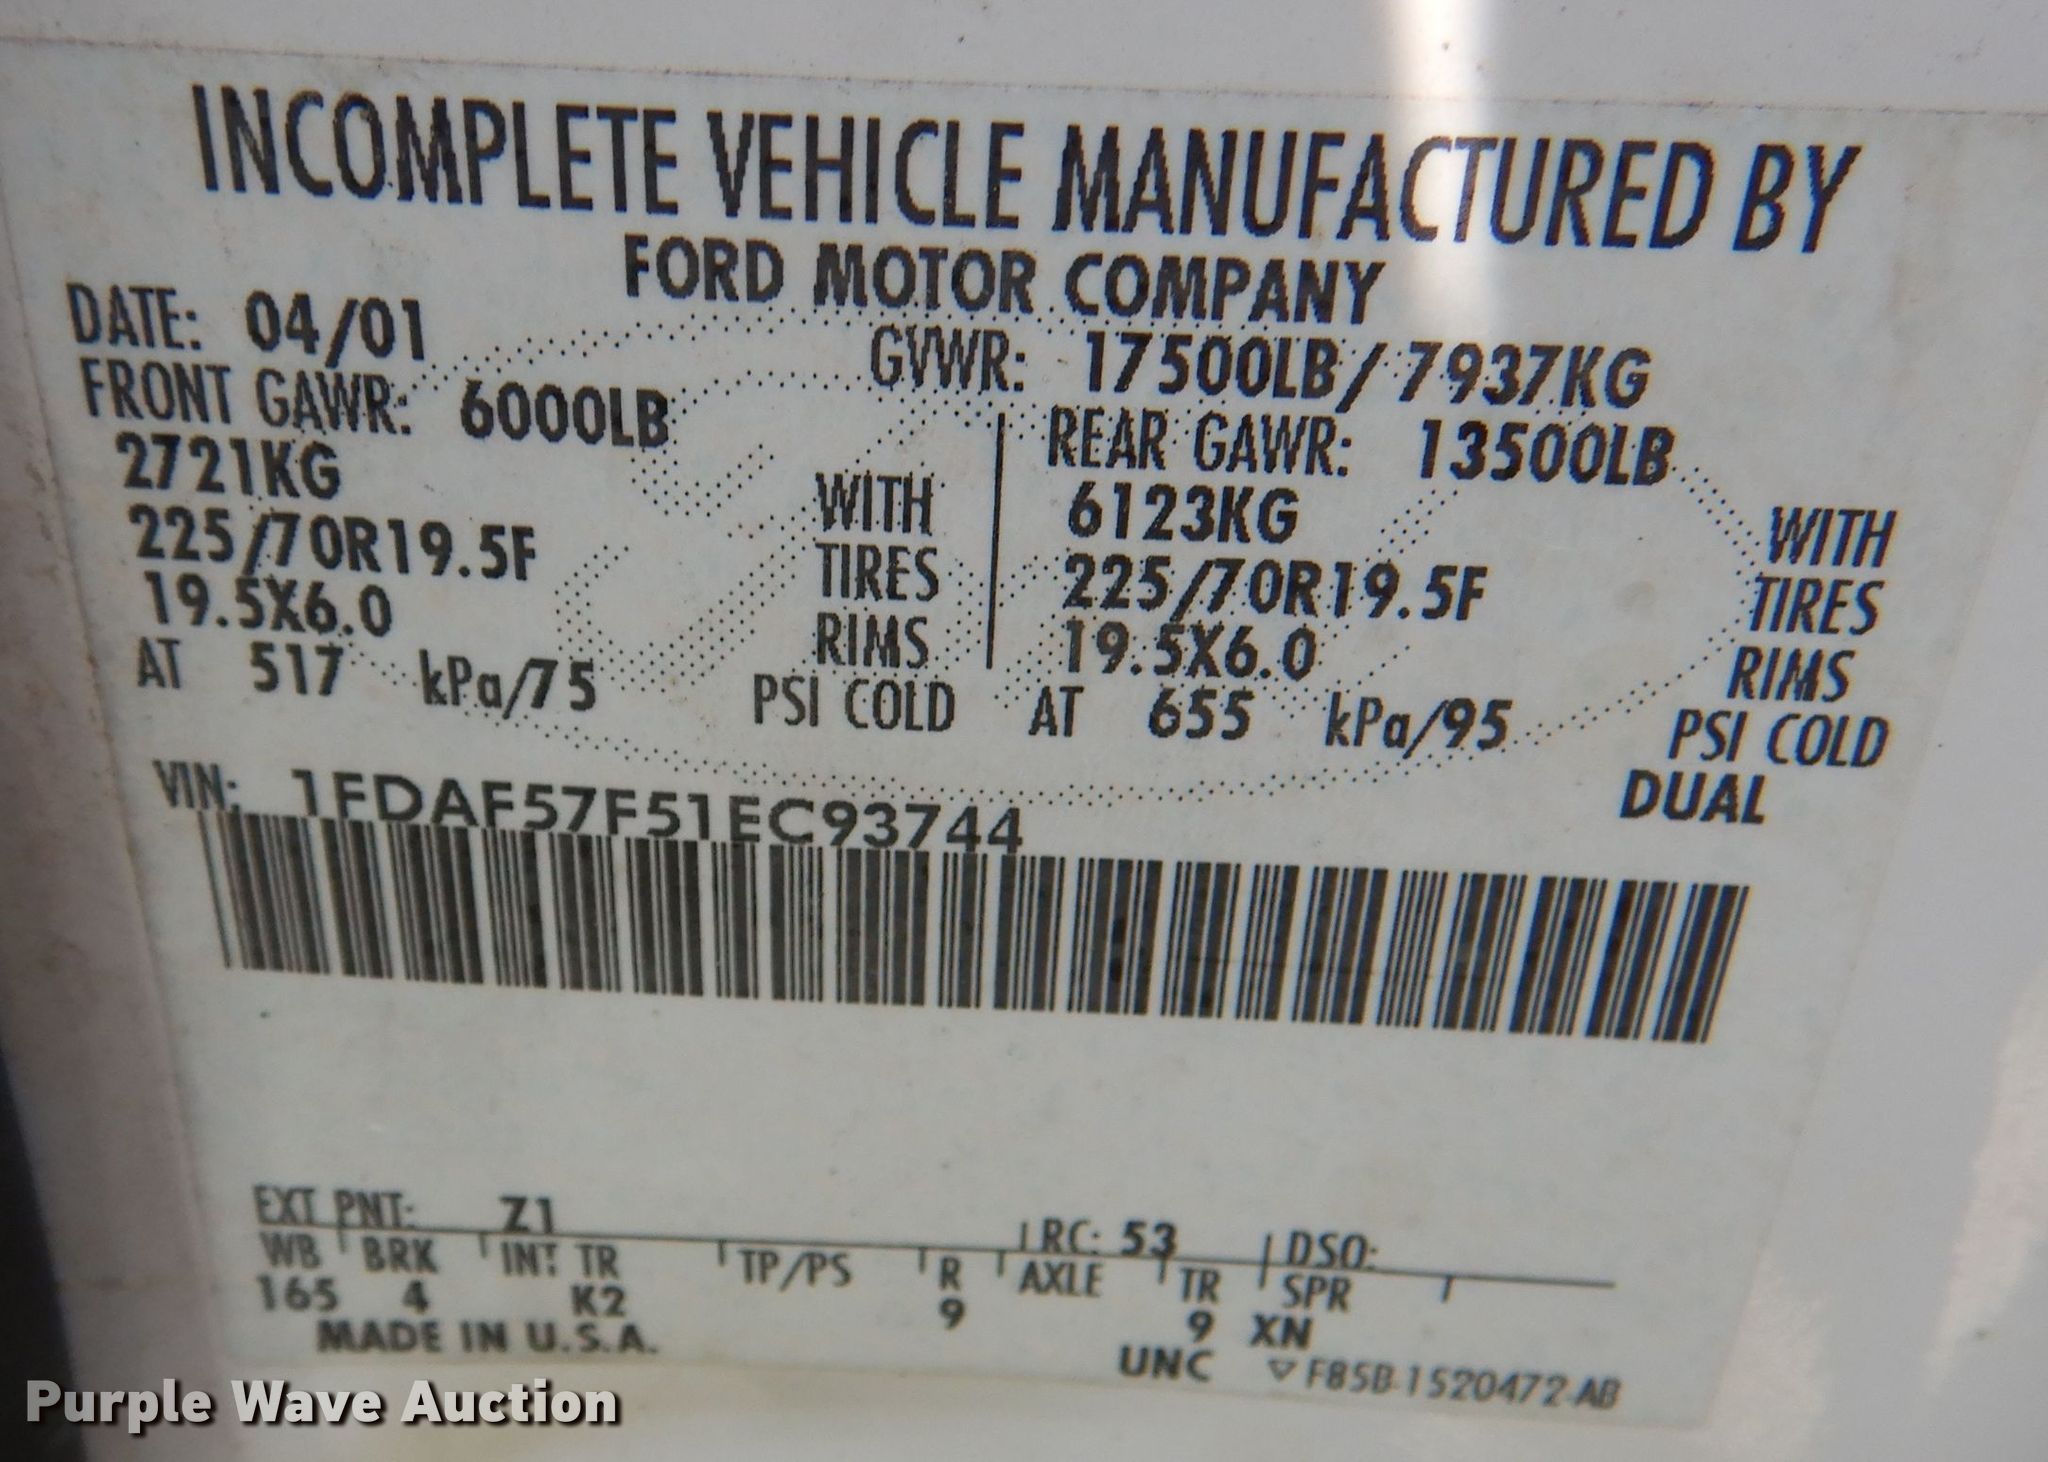 INCOMPLETE VEHICLE MANUFACTURED BY
FORD MOTOR COMPANY
DATE: 04/01 GVWR: 17500LB/ 7937KG
FRONT GAWR: 6000LB REAR GAWR: 13500LB
2721KG WITH 6123KG WITH
225/70R19.5F TIRES 225/70R19.5F TIRES
19.5X6.0 RIMS 19.5X6.0 RIMS
AT 517 kPa/75 PSI COLD AT 655 kPa/95 PSI COLD
DUAL
VIN: 1FDAF57F51EC93744
EXT PNT: Z1 RC: 53 DSO:
WB BRK INT TR TP/PS R AXLE TR SPR
165 4 K2 9 9 XN
MADE IN U.S.A. UNC ▽ F85B-1520472-AB
Purple Wave Auction